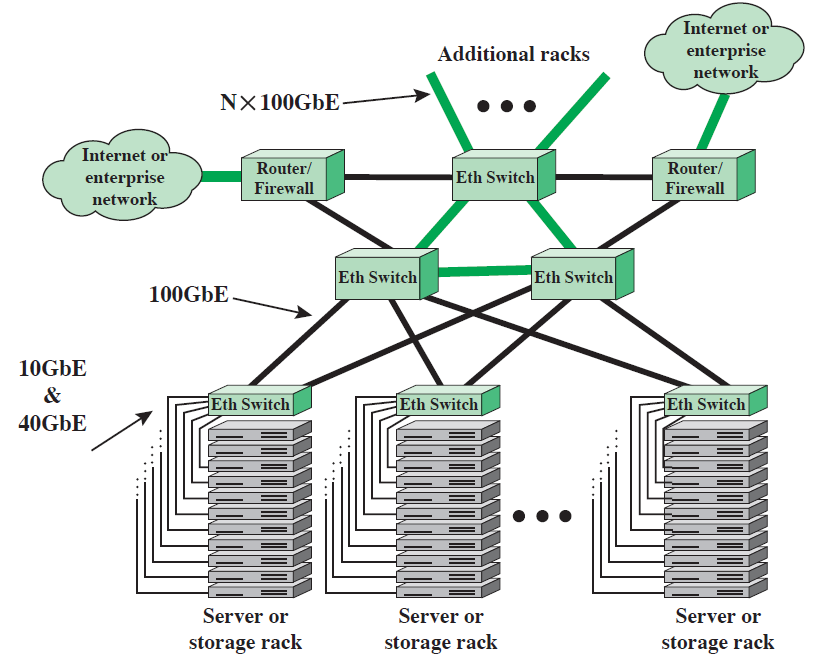 Internet or
enterprise
network
Additional racks
N×100GbE
Internet or
enterprise
network
Router/
Firewall
Eth Switch
Router/
Firewall
Eth Switch
Eth Switch
100GbE
10GbE
&
40GbE
Eth Switch
Eth Switch
Eth Switch
Server or
storage rack
Server or
storage rack
Server or
storage rack